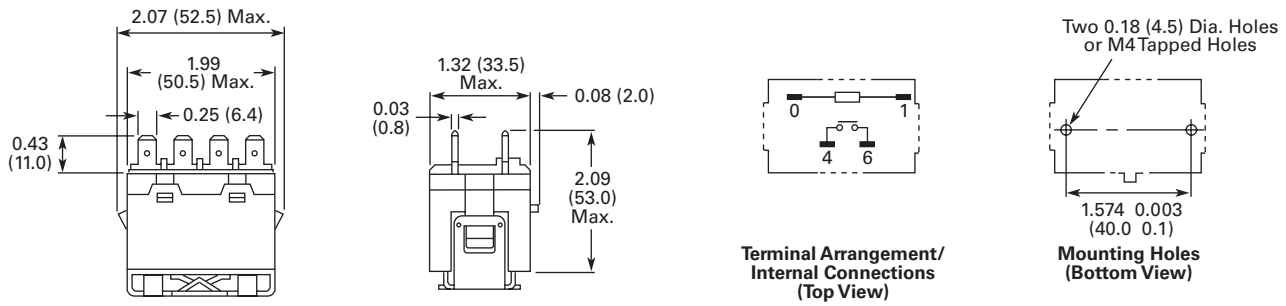 2.07 (52.5) Max.
1.99
(50.5) Max.
0.25 (6.4)
0.43
(11.0)
1.32 (33.5)
Max.
0.03
(0.8)
0.08 (2.0)
2.09
(53.0)
Max.
0
1
4
6
Terminal Arrangement/
Internal Connections
(Top View)
Two 0.18 (4.5) Dia. Holes
or M4 Tapped Holes
1.574 0.003
(40.0 0.1)
Mounting Holes
(Bottom View)